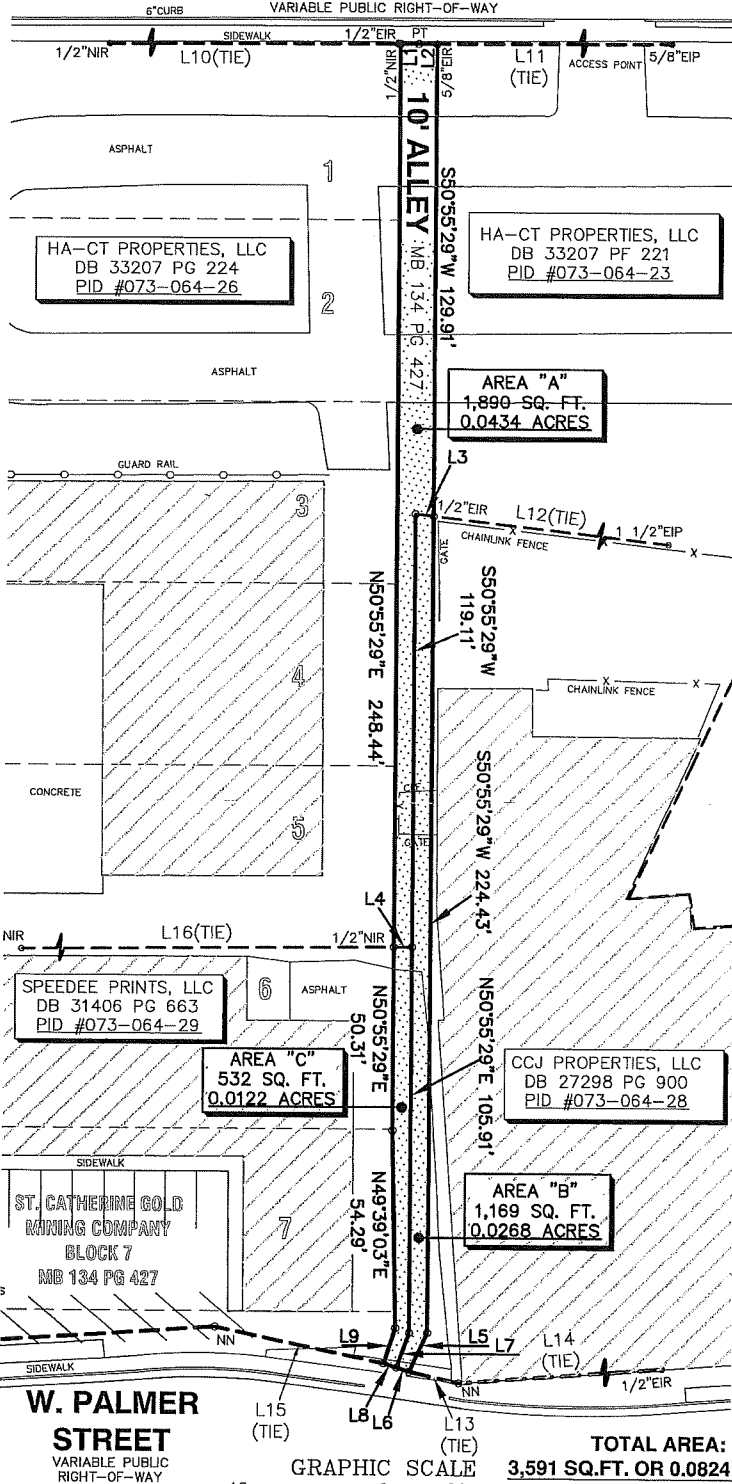 VARIABLE PUBLIC RIGHT-OF-WAY
6"CURB
SIDEWALK
1/2"EIR
PT
1/2"NIR
L10(TIE)
1/2"NIR
L1
L2
5/8"EIR
L11
(TIE)
ACCESS POINT
5/8"EIP
10' ALLEY
MB 134 PG 427
S50°55'29"W 129.91'
ASPHALT
1
HA-CT PROPERTIES, LLC
DB 33207 PG 224
PID #073-064-26
HA-CT PROPERTIES, LLC
DB 33207 PF 221
PID #073-064-23
2
ASPHALT
AREA "A"
1,890 SQ. FT.
0.0434 ACRES
GUARD RAIL
L3
3
1/2"EIR
L12(TIE)
1 1/2"EIP
CHAINLINK FENCE
X
X
GATE
N50°55'29"E 248.44'
S50°55'29"W
119.11'
4
X
X
CHAINLINK FENCE
CONCRETE
5
GATE
S50°55'29"W 224.43'
L4
NIR
L16(TIE)
1/2"NIR
SPEEDEE PRINTS, LLC
DB 31406 PG 663
PID #073-064-29
6
ASPHALT
N50°55'29"E
50.31'
N50°55'29"E 105.91'
AREA "C"
532 SQ. FT.
0.0122 ACRES
CCJ PROPERTIES, LLC
DB 27298 PG 900
PID #073-064-28
SIDEWALK
ST. CATHERINE GOLD
MINING COMPANY
BLOCK 7
MB 134 PG 427
7
N49°39'03"E
54.29'
AREA "B"
1,169 SQ. FT.
0.0268 ACRES
NN
L9
L5
L7
L14
(TIE)
SIDEWALK
L8
L6
NN
1/2"EIR
W. PALMER
STREET
VARIABLE PUBLIC
RIGHT-OF-WAY
L15
(TIE)
L13
(TIE)
GRAPHIC SCALE
TOTAL AREA:
3,591 SQ.FT. OR 0.0824